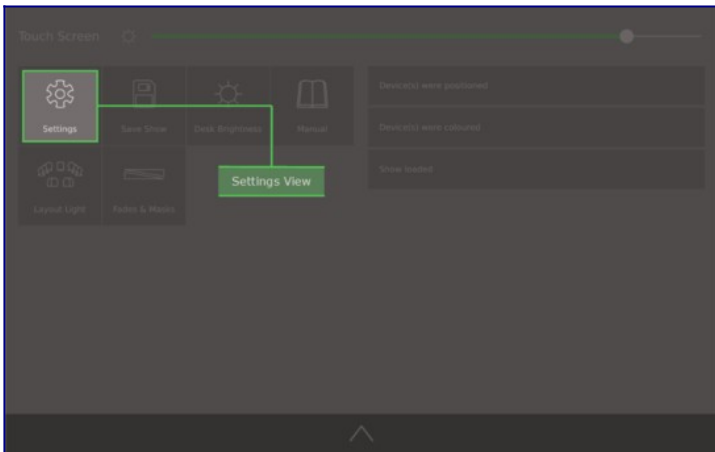 Touch Screen
Settings
Save Show
Desk Brightness
Manual
Layout Light
Fades & Masks
Settings View
Device(s) were positioned
Device(s) were coloured
Show loaded